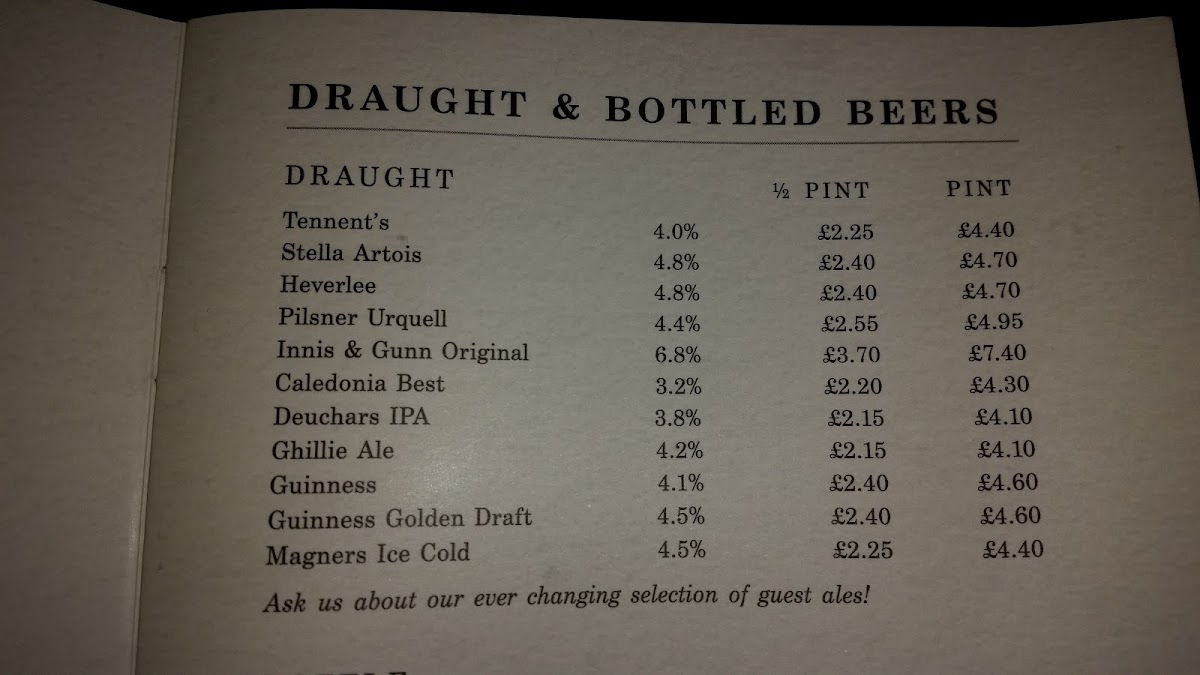 DRAUGHT & BOTTLED BEERS
DRAUGHT ½ PINT PINT
Tennent's 4.0% £2.25 £4.40
Stella Artois 4.8% £2.40 £4.70
Heverlee 4.8% £2.40 £4.70
Pilsner Urquell 4.4% £2.55 £4.95
Innis & Gunn Original 6.8% £3.70 £7.40
Caledonia Best 3.2% £2.20 £4.30
Deuchars IPA 3.8% £2.15 £4.10
Ghillie Ale 4.2% £2.15 £4.10
Guinness 4.1% £2.40 £4.60
Guinness Golden Draft 4.5% £2.40 £4.60
Magners Ice Cold 4.5% £2.25 £4.40
Ask us about our ever changing selection of guest ales!